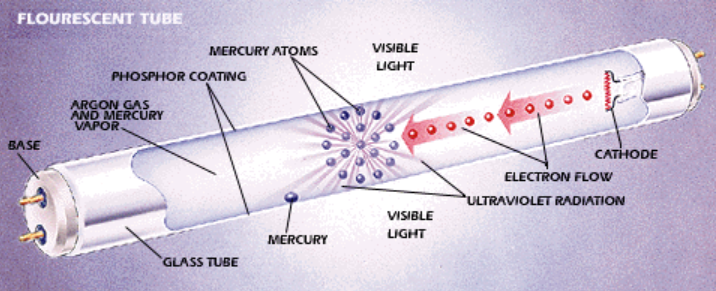 FLOURESCENT TUBE
MERCURY ATOMS
VISIBLE
LIGHT
PHOSPHOR COATING
ARGON GAS
AND MERCURY
VAPOR
BASE
CATHODE
ELECTRON FLOW
ULTRAVIOLET RADIATION
VISIBLE
LIGHT
MERCURY
GLASS TUBE